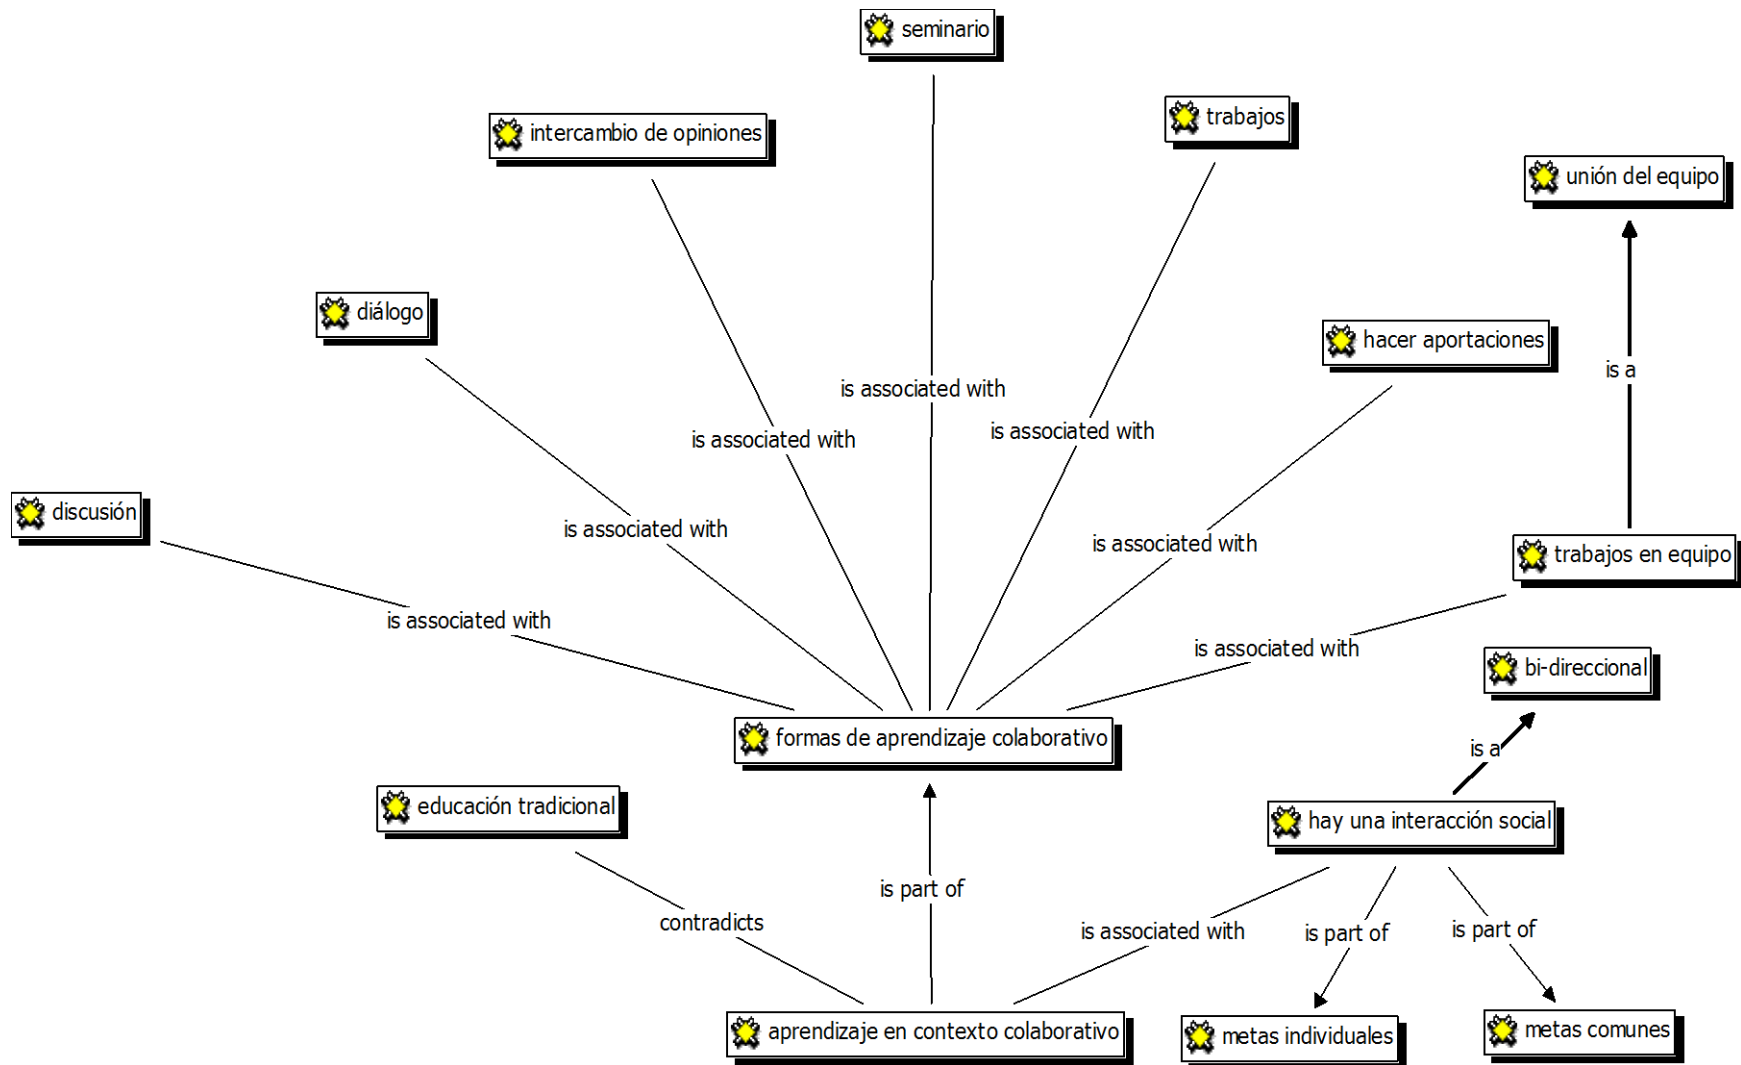 seminario
trabajos
intercambio de opiniones
unión del equipo
diálogo
hacer aportaciones
is a
is associated with
is associated with
is associated with
discusión
is associated with
is associated with
trabajos en equipo
is associated with
is associated with
bi-direccional
formas de aprendizaje colaborativo
is a
educación tradicional
hay una interacción social
is part of
contradicts
is associated with
is part of
is part of
aprendizaje en contexto colaborativo
metas individuales
metas comunes